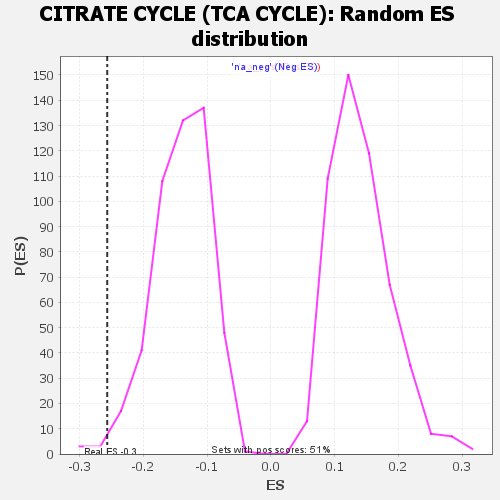 CITRATE CYCLE (TCA CYCLE): Random ES
distribution
'na_neg' (Neg ES))
150
140
130
120
110
100
90
80
70
60
50
40
30
20
10
0
P(ES)
Real ES -0.3
Sets with pos scores: 51%
-0.3 -0.2 -0.1 0.0 0.1 0.2 0.3
ES